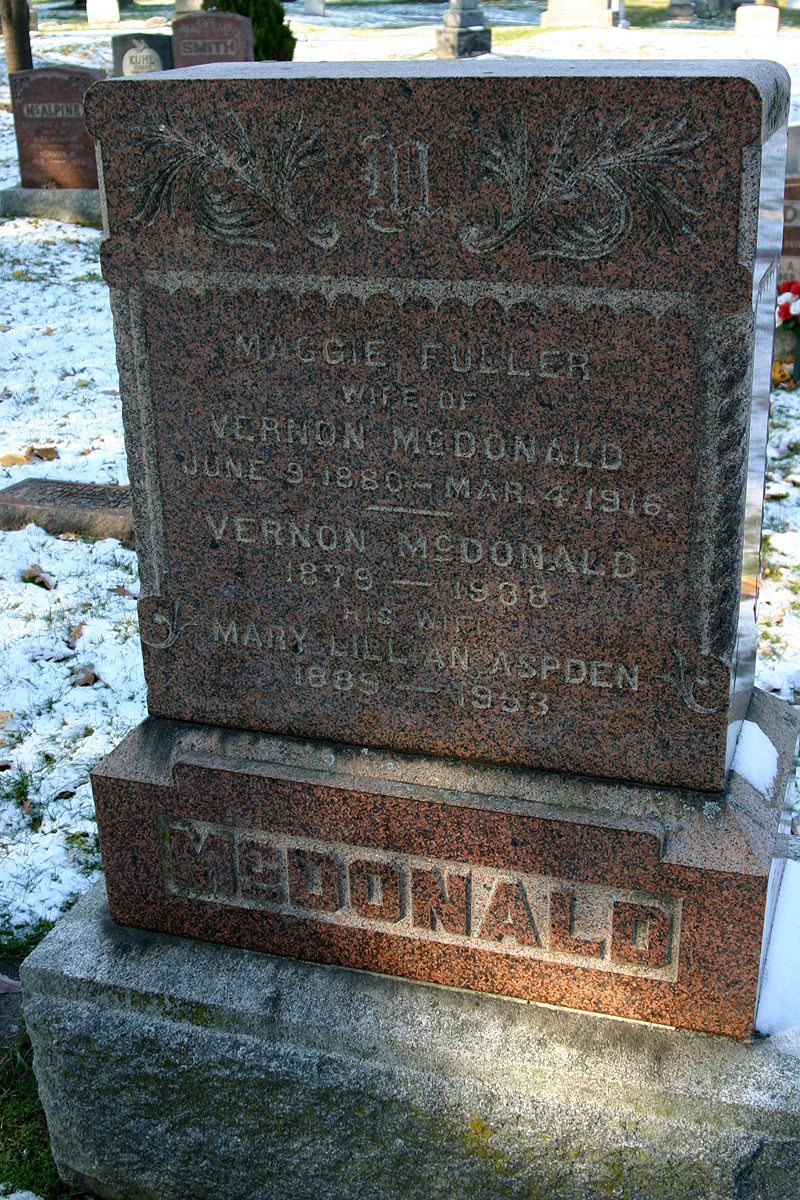 SMITH
KUHL
McALPINE
M
MAGGIE FULLER
WIFE OF
VERNON McDONALD
JUNE 9 1880 - MAR. 4, 1916.
VERNON McDONALD
1879 — 1938
HIS WIFE
MARY LILLIAN ASPDEN
1889 — 1953
McDONALD